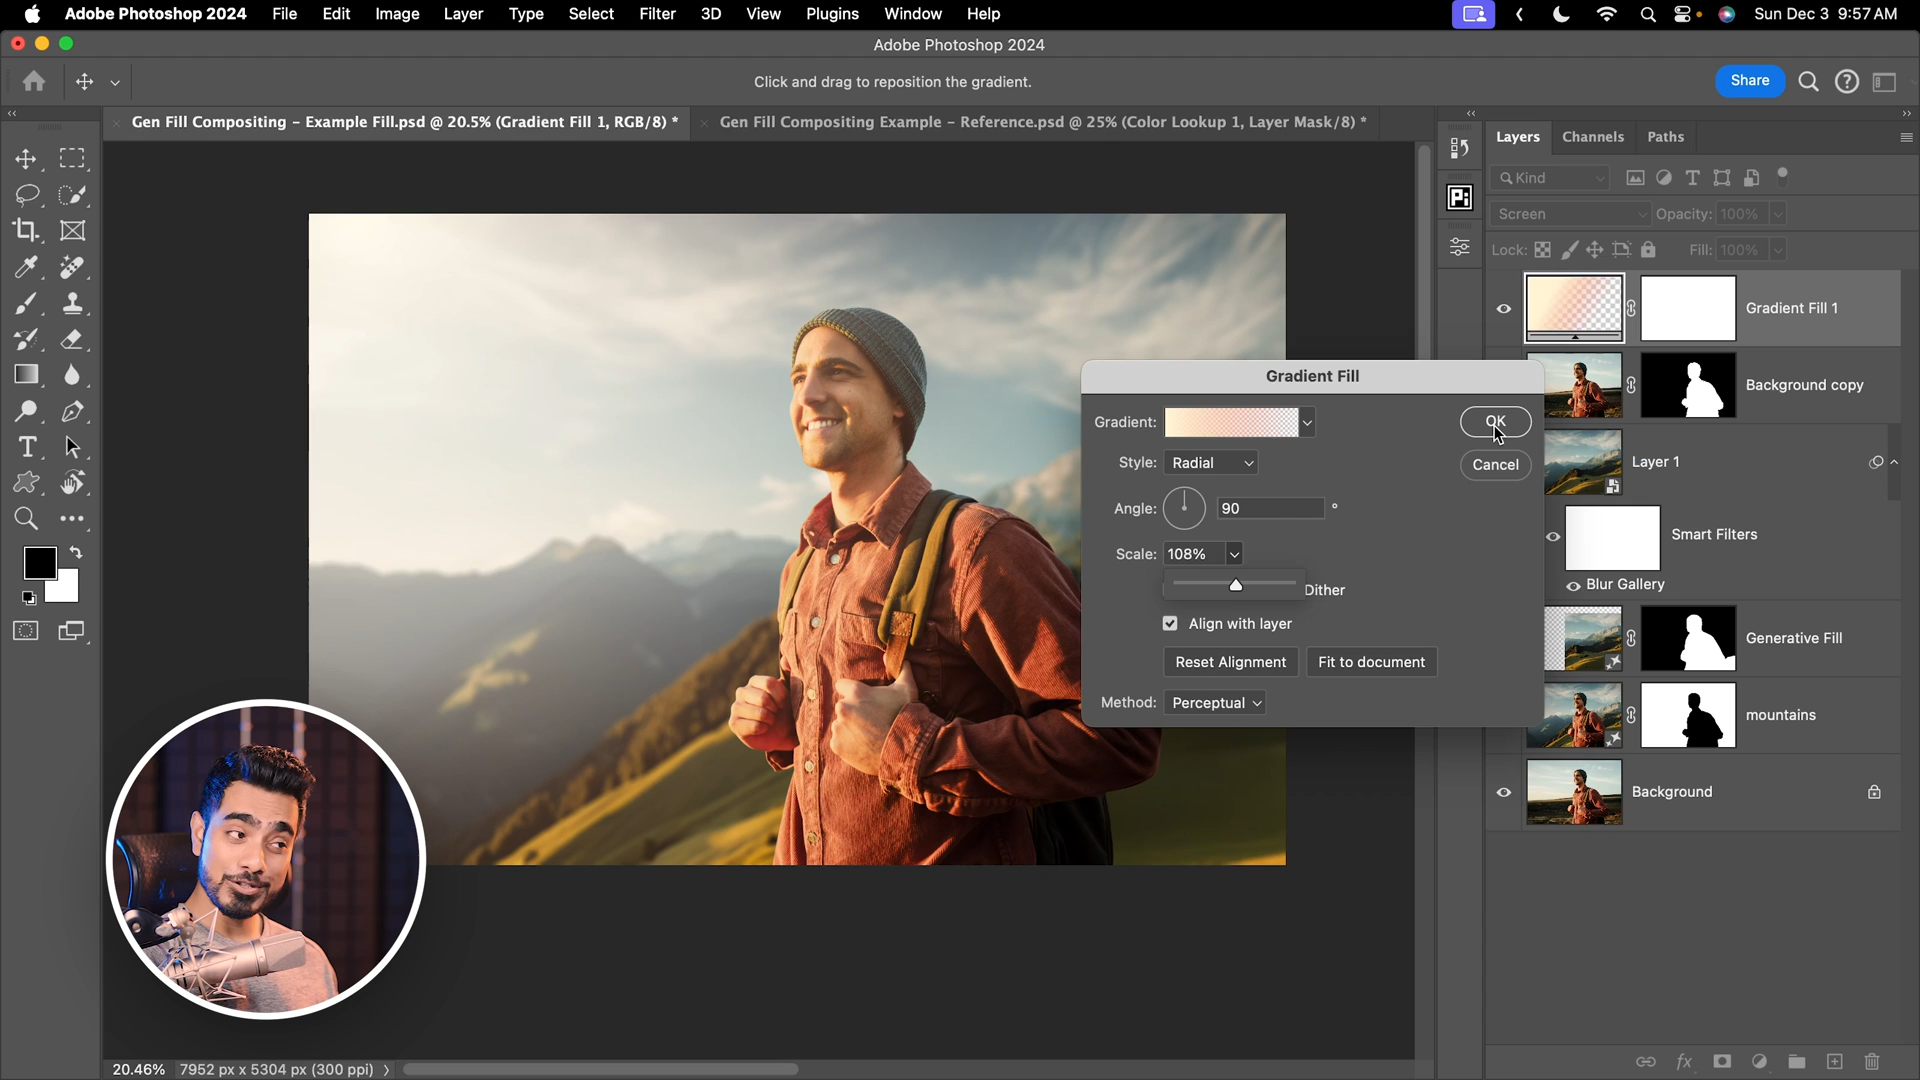 Adobe Photoshop 2024 File Edit Image Layer Type Select Filter 3D View Plugins Window Help Sun Dec 3 9:57 AM
Adobe Photoshop 2024
Click and drag to reposition the gradient.
Share
Gen Fill Compositing – Example Fill.psd @ 20.5% (Gradient Fill 1, RGB/8) *
Gen Fill Compositing Example – Reference.psd @ 25% (Color Lookup 1, Layer Mask/8) *
Layers Channels Paths
Kind
Screen Opacity: 100%
Lock: Fill: 100%
Gradient Fill 1
Background copy
Layer 1
Smart Filters
Blur Gallery
Generative Fill
mountains
Background
Gradient Fill
Gradient:
OK
Style: Radial
Cancel
Angle: 90 °
Scale: 108%
Dither
Align with layer
Reset Alignment Fit to document
Method: Perceptual
Pi
20.46% 7952 px x 5304 px (300 ppi)